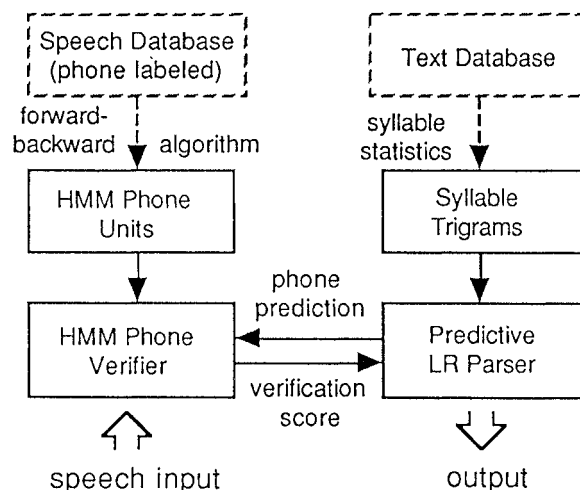 Speech Database
(phone labeled)
Text Database
forward-
backward
algorithm
syllable
statistics
HMM Phone
Units
Syllable
Trigrams
phone
prediction
HMM Phone
Verifier
Predictive
LR Parser
verification
score
speech input
output